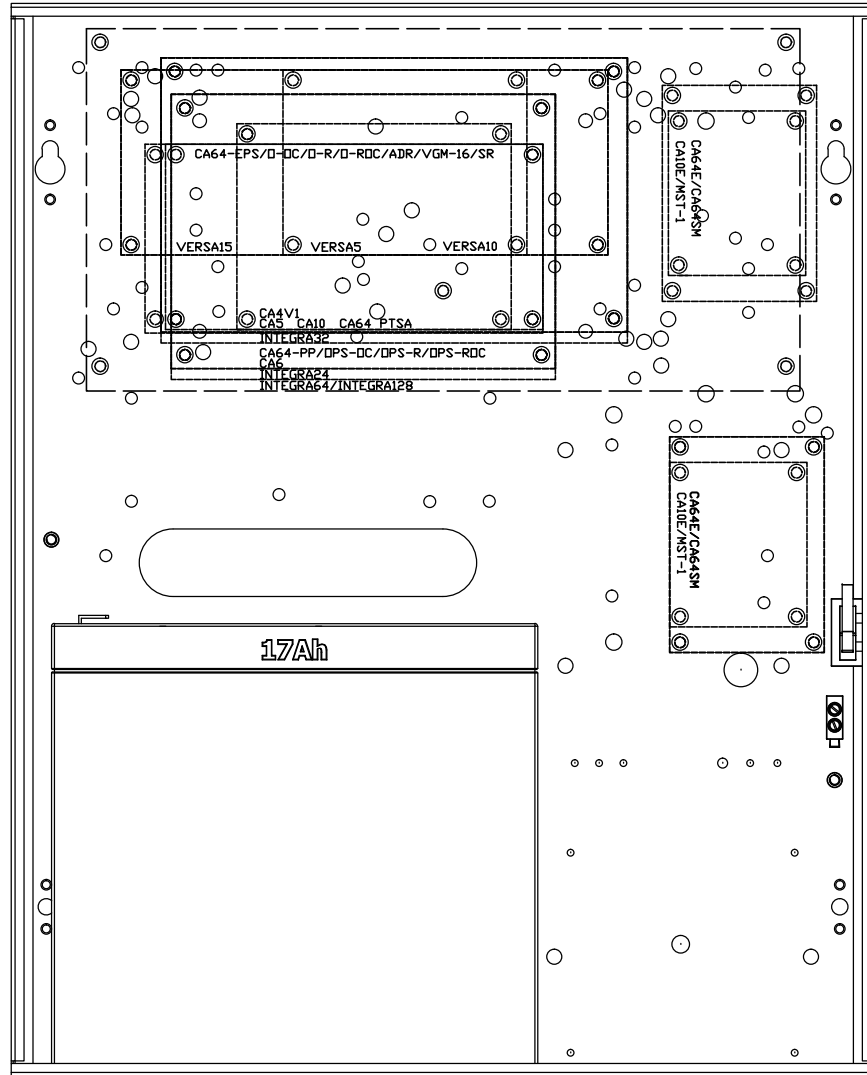 CA64-EPS/O-OC/O-R/O-ROC/ADR/VGM-16/SR
CA64E/CA64SM
CA10E/MST-1
VERSA15 VERSA5 VERSA10
CA4V1
CA5 CA10 CA64 PTSA
INTEGRA32
CA64-PP/OPS-OC/OPS-R/OPS-ROC
CA6
INTEGRA24
INTEGRA64/INTEGRA128
CA64E/CA64SM
CA10E/MST-1
17Ah